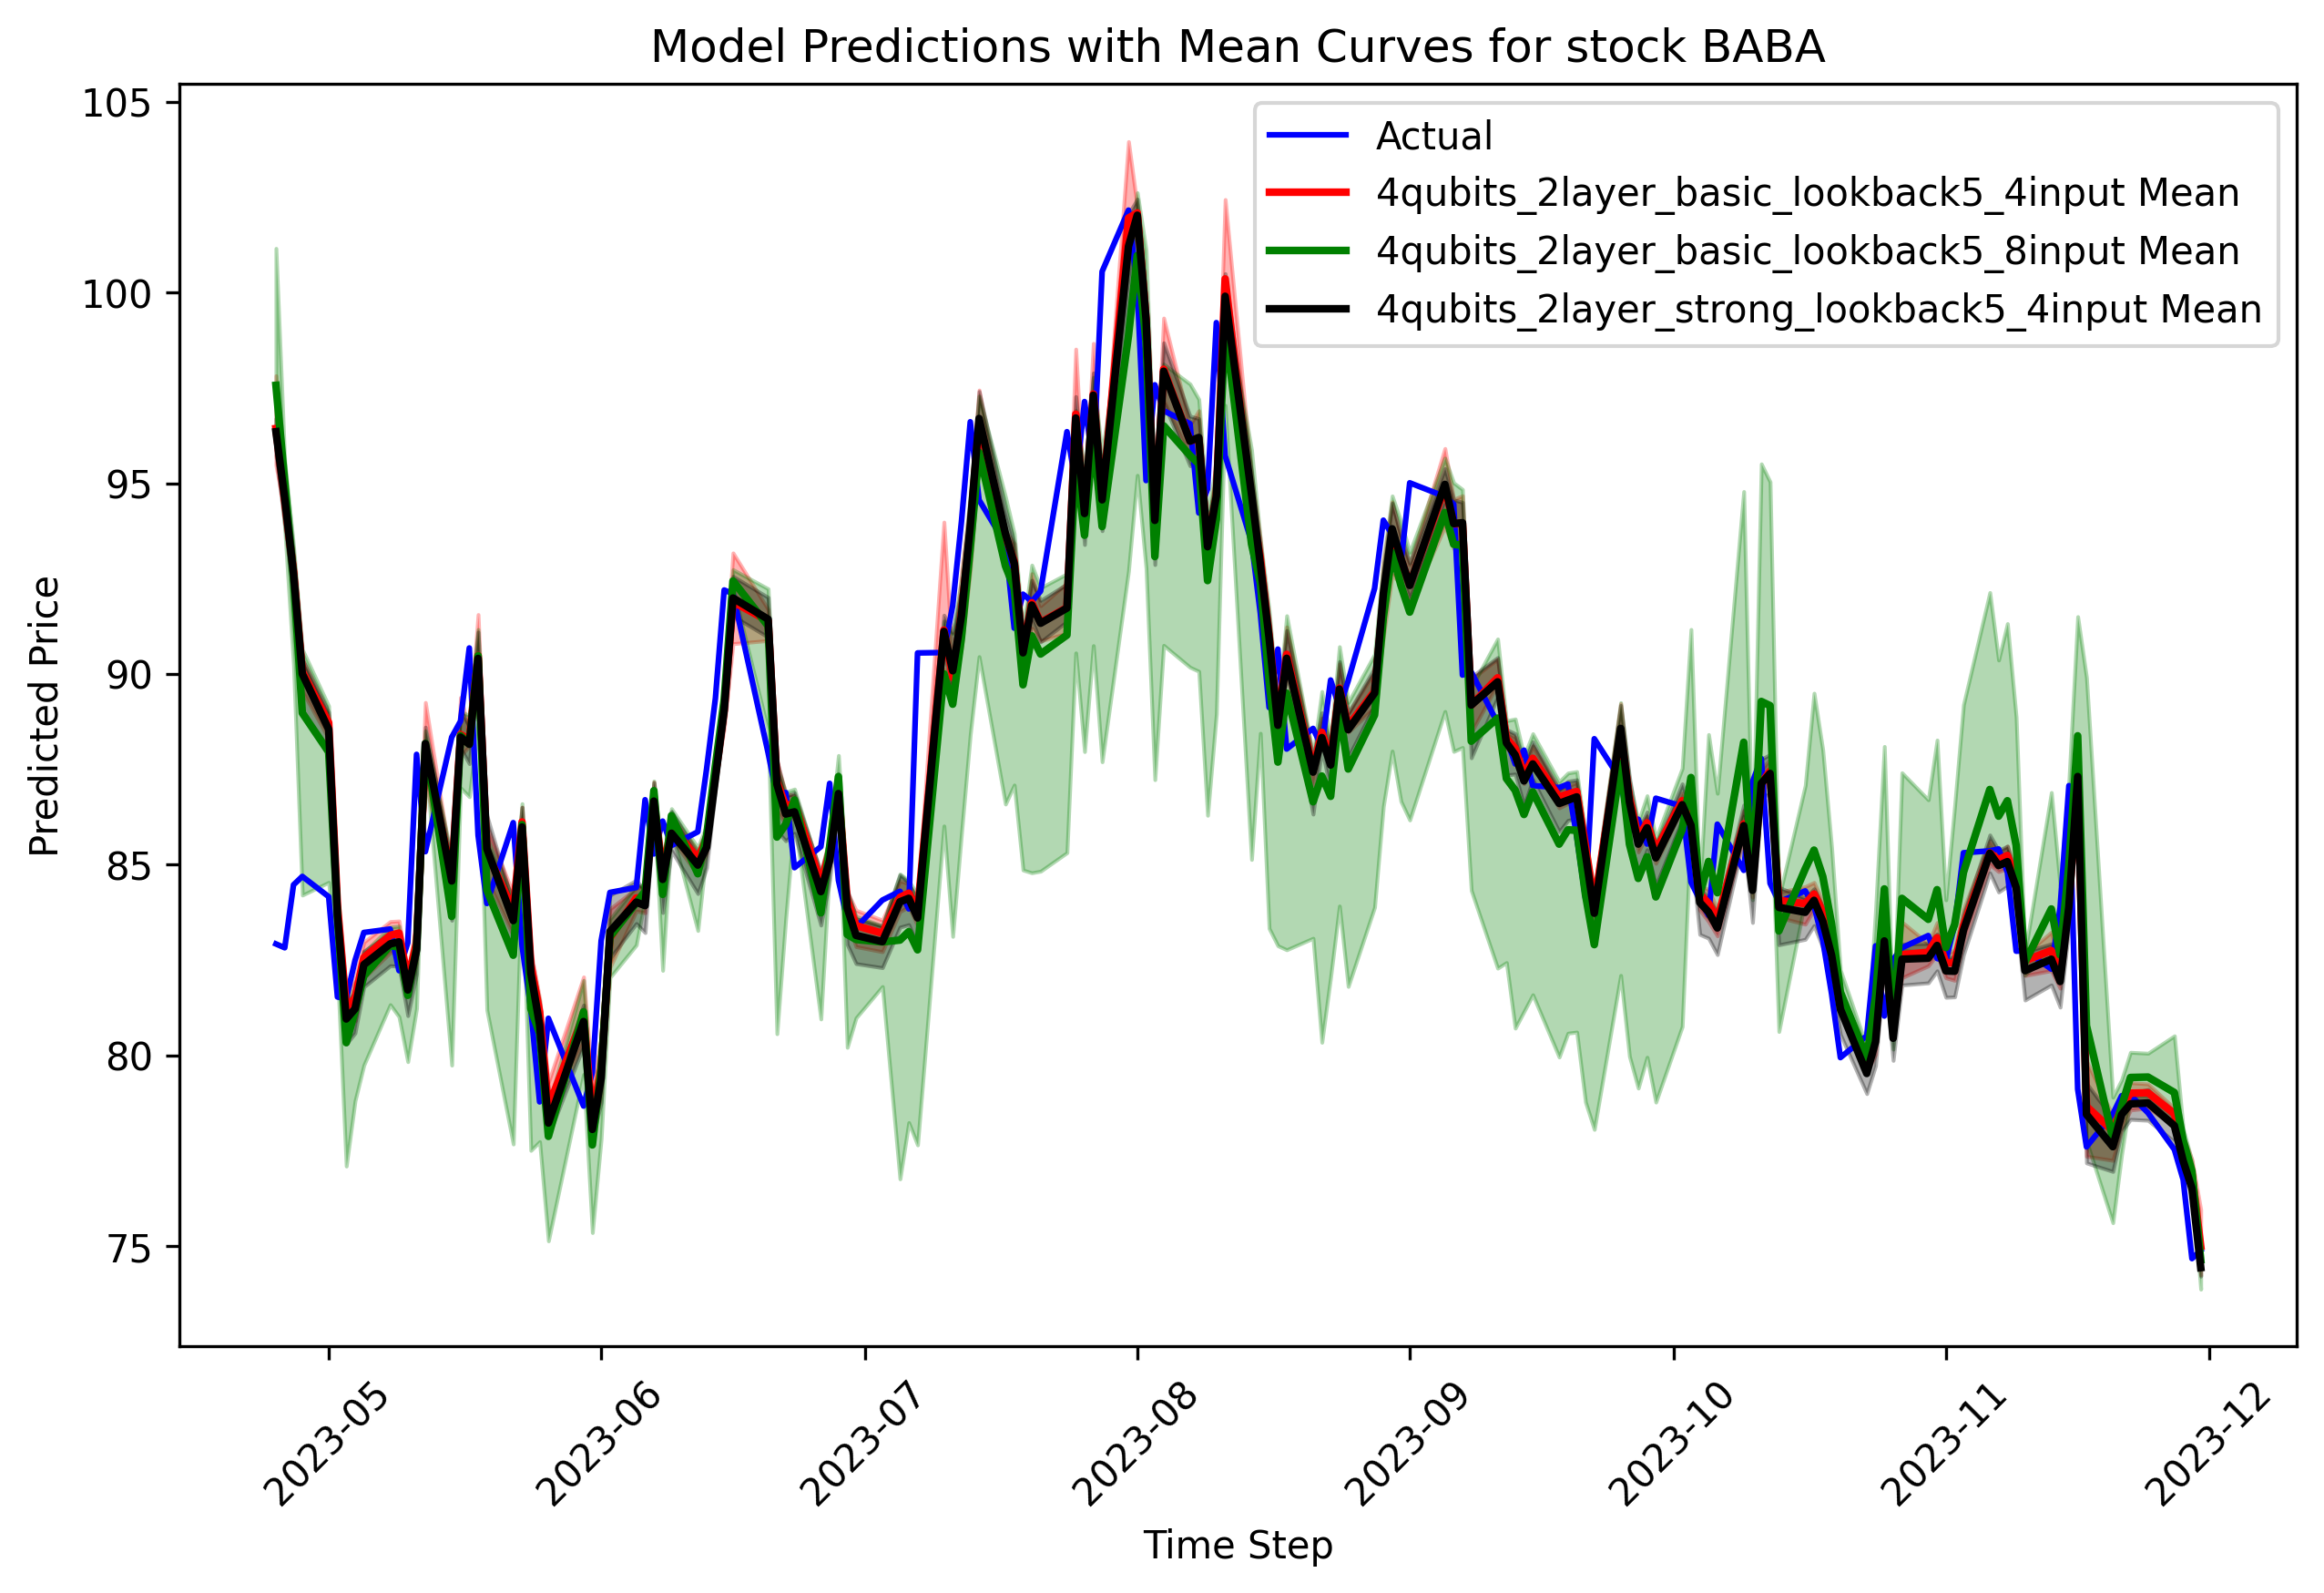 Model Predictions with Mean Curves for stock BABA
Actual
4qubits_2layer_basic_lookback5_4input Mean
4qubits_2layer_basic_lookback5_8input Mean
4qubits_2layer_strong_lookback5_4input Mean
Predicted Price
105
100
95
90
85
80
75
2023-05
2023-06
2023-07
2023-08
2023-09
2023-10
2023-11
2023-12
Time Step